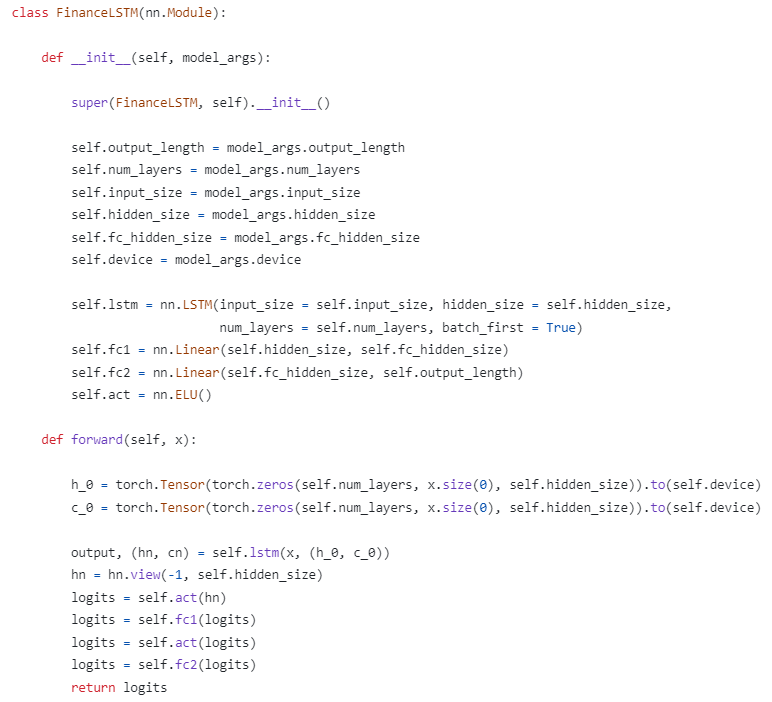 class FinanceLSTM(nn.Module):
    def __init__(self, model_args):
        super(FinanceLSTM, self).__init__()
        self.output_length = model_args.output_length
        self.num_layers = model_args.num_layers
        self.input_size = model_args.input_size
        self.hidden_size = model_args.hidden_size
        self.fc_hidden_size = model_args.fc_hidden_size
        self.device = model_args.device
        self.lstm = nn.LSTM(input_size = self.input_size, hidden_size = self.hidden_size,
                            num_layers = self.num_layers, batch_first = True)
        self.fc1 = nn.Linear(self.hidden_size, self.fc_hidden_size)
        self.fc2 = nn.Linear(self.fc_hidden_size, self.output_length)
        self.act = nn.ELU()
    def forward(self, x):
        h_0 = torch.Tensor(torch.zeros(self.num_layers, x.size(0), self.hidden_size)).to(self.device)
        c_0 = torch.Tensor(torch.zeros(self.num_layers, x.size(0), self.hidden_size)).to(self.device)
        output, (hn, cn) = self.lstm(x, (h_0, c_0))
        hn = hn.view(-1, self.hidden_size)
        logits = self.act(hn)
        logits = self.fc1(logits)
        logits = self.act(logits)
        logits = self.fc2(logits)
        return logits